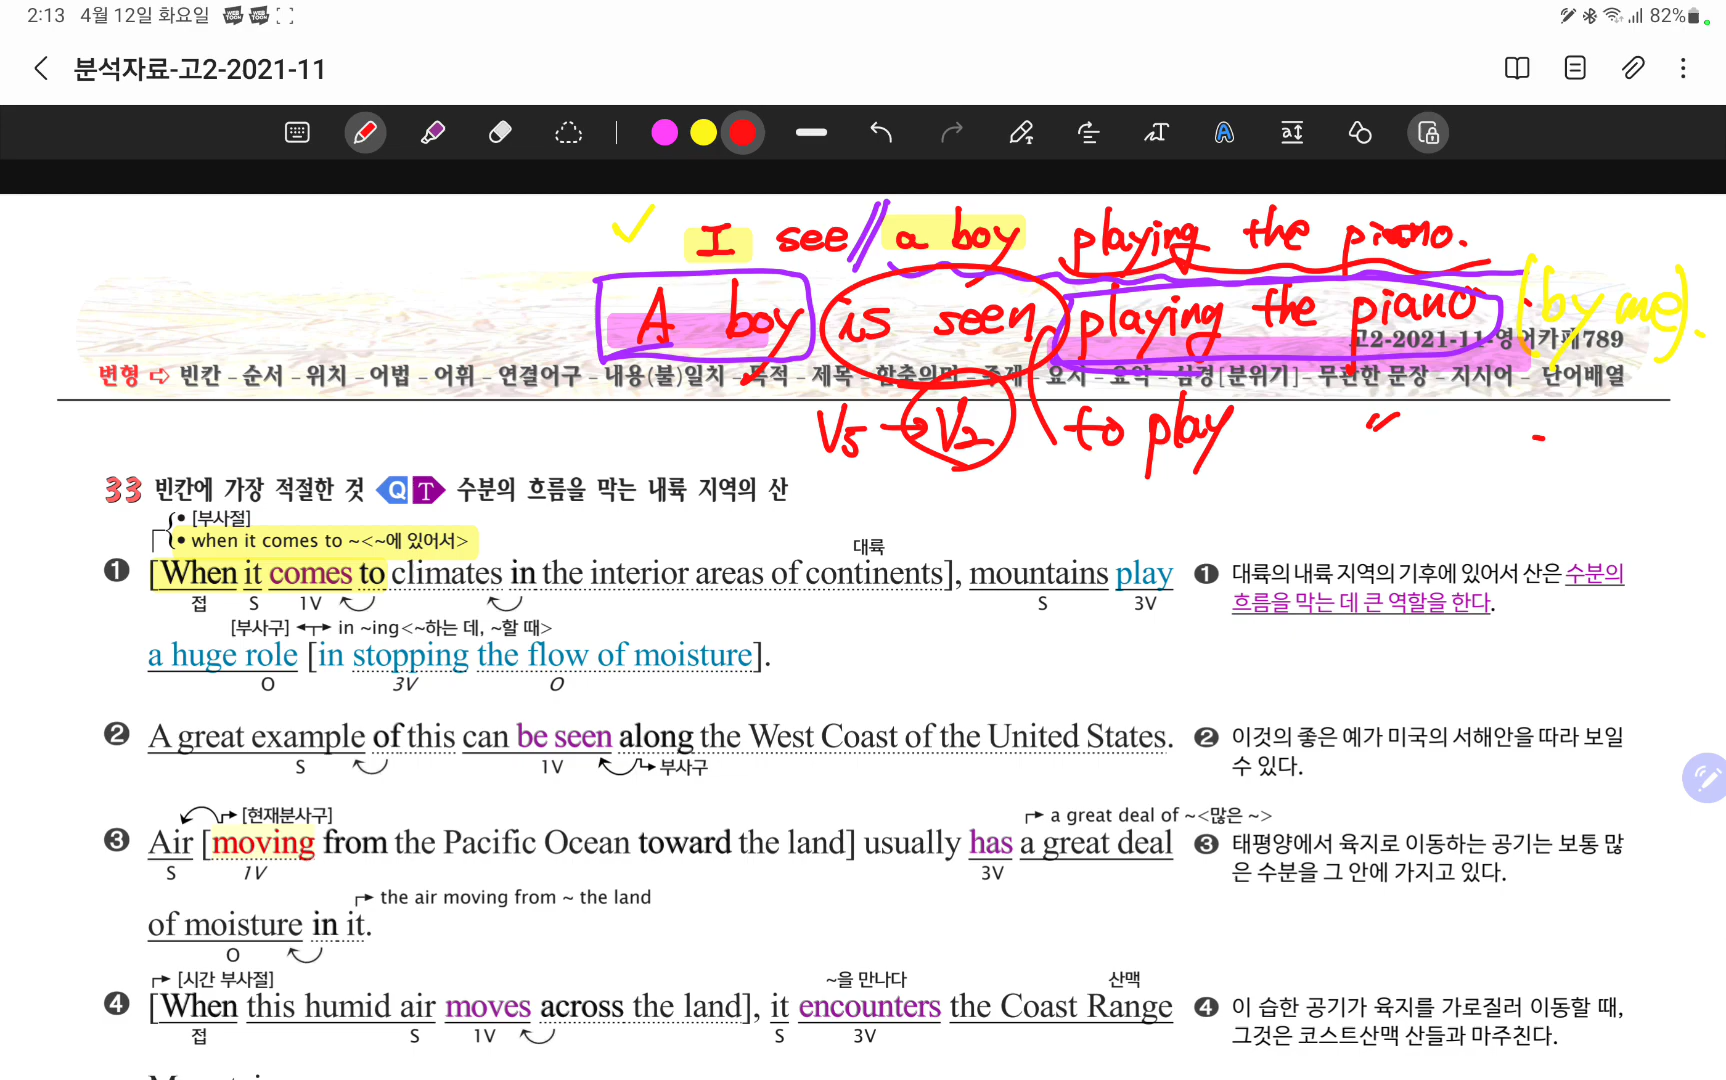 2:13 4월 12일 화요일 82%
분석자료-고2-2021-11
I see // a boy playing the piano.
A boy is seen playing the piano. (by me).
고2-2021-11-영어카페789
변형 ⇨ 빈칸 – 순서 – 위치 – 어법 – 어휘 – 연결어구 – 내용(불)일치 – 목적 – 제목 – 함축의미 – 주제 – 요지 – 요약 – 심경[분위기] – 무관한 문장 – 지시어 – 단어배열
V5 → V2 to play 〃 .
33 빈칸에 가장 적절한 것 Q T 수분의 흐름을 막는 내륙 지역의 산
• [부사절]
• when it comes to ~<~에 있어서> 대륙
❶ [When it comes to climates in the interior areas of continents], mountains play ❶ 대륙의 내륙 지역의 기후에 있어서 산은 수분의
접 S 1V S 3V 흐름을 막는 데 큰 역할을 한다.
[부사구] in ~ing<~하는 데, ~할 때>
a huge role [in stopping the flow of moisture].
O 3V O
❷ A great example of this can be seen along the West Coast of the United States. ❷ 이것의 좋은 예가 미국의 서해안을 따라 보일
S 1V 부사구 수 있다.
[현재분사구] a great deal of ~<많은 ~>
❸ Air [moving from the Pacific Ocean toward the land] usually has a great deal ❸ 태평양에서 육지로 이동하는 공기는 보통 많
S 1V 3V 은 수분을 그 안에 가지고 있다.
the air moving from ~ the land
of moisture in it.
O
[시간 부사절] ~을 만나다 산맥
❹ [When this humid air moves across the land], it encounters the Coast Range ❹ 이 습한 공기가 육지를 가로질러 이동할 때,
접 S 1V S 3V 그것은 코스트산맥 산들과 마주친다.